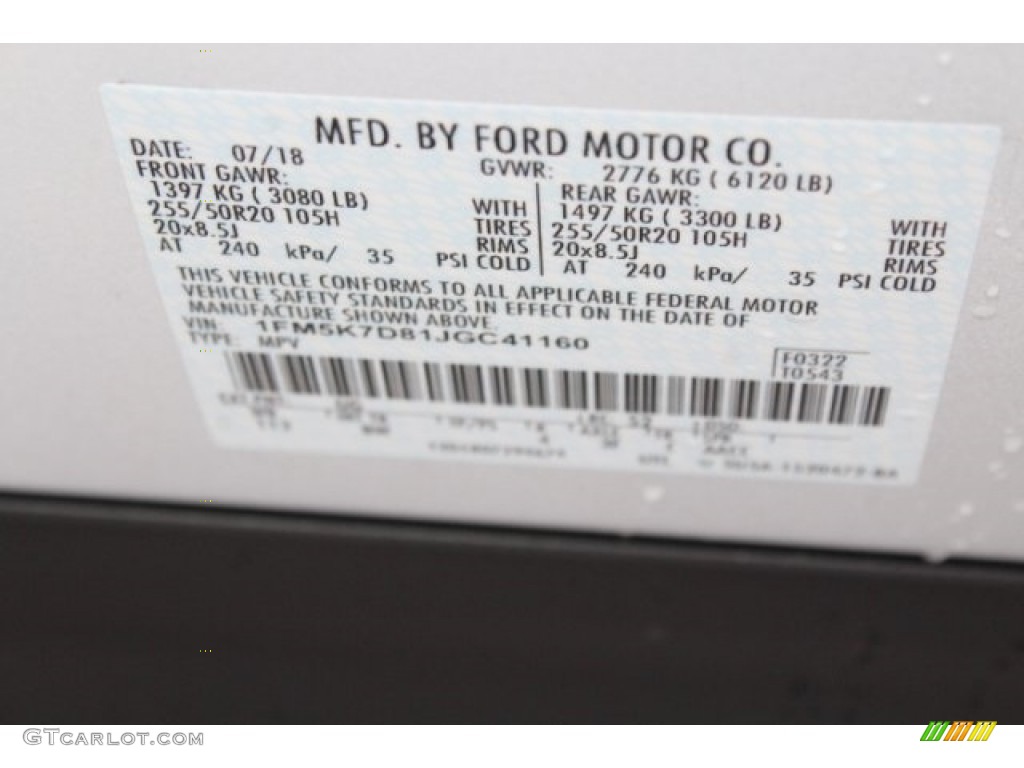 MFD. BY FORD MOTOR CO.
DATE: 07/18 GVWR: 2776 KG ( 6120 LB)
FRONT GAWR: REAR GAWR:
1397 KG ( 3080 LB) WITH 1497 KG ( 3300 LB) WITH
255/50R20 105H TIRES 255/50R20 105H TIRES
20x8.5J RIMS 20x8.5J RIMS
AT 240 kPa/ 35 PSI COLD AT 240 kPa/ 35 PSI COLD
THIS VEHICLE CONFORMS TO ALL APPLICABLE FEDERAL MOTOR
VEHICLE SAFETY STANDARDS IN EFFECT ON THE DATE OF
MANUFACTURE SHOWN ABOVE.
VIN: 1FM5K7D81JGC41160
TYPE: MPV
F0322
T0543
GTCARLOT.COM